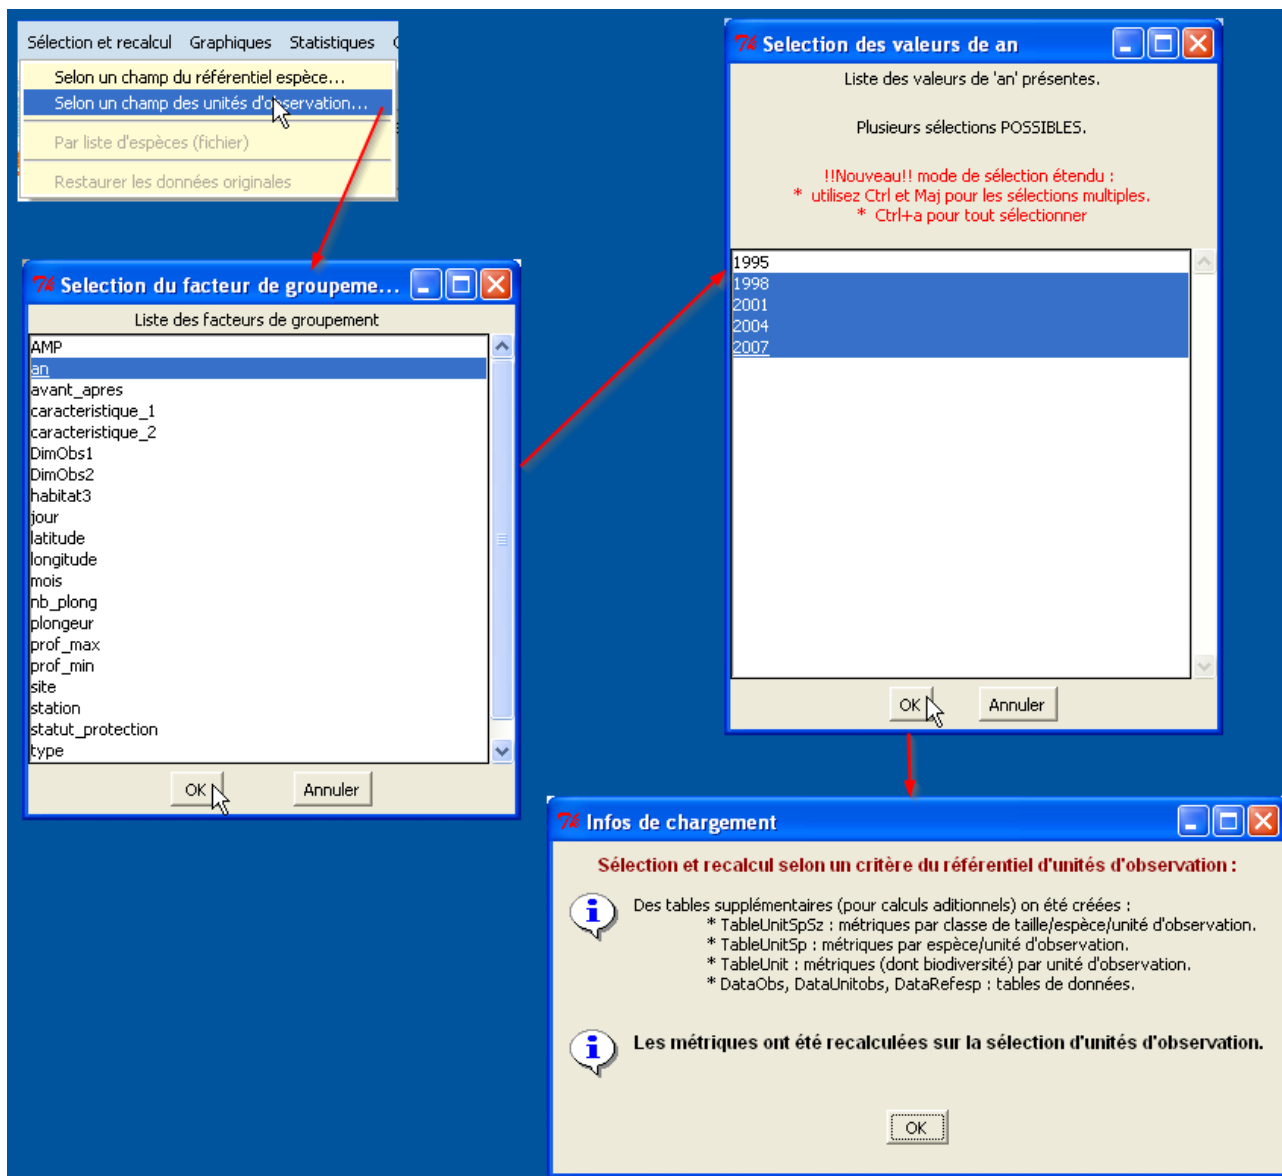 Sélection et recalcul Graphiques Statistiques
Selon un champ du référentiel espèce...
Selon un champ des unités d'observation...
Par liste d'espèces (fichier)
Restaurer les données originales
Selection du facteur de groupeme...
Liste des facteurs de groupement
AMP
an
avant_apres
caracteristique_1
caracteristique_2
DimObs1
DimObs2
habitat3
jour
latitude
longitude
mois
nb_plong
plongeur
prof_max
prof_min
site
station
statut_protection
type
OK Annuler
Selection des valeurs de an
Liste des valeurs de 'an' présentes.
Plusieurs sélections POSSIBLES.
!!Nouveau!! mode de sélection étendu :
* utilisez Ctrl et Maj pour les sélections multiples.
* Ctrl+a pour tout sélectionner
1995
1998
2001
2004
2007
OK Annuler
Infos de chargement
Sélection et recalcul selon un critère du référentiel d'unités d'observation :
Des tables supplémentaires (pour calculs aditionnels) on été créées :
* TableUnitSpSz : métriques par classe de taille/espèce/unité d'observation.
* TableUnitSp : métriques par espèce/unité d'observation.
* TableUnit : métriques (dont biodiversité) par unité d'observation.
* DataObs, DataUnitobs, DataRefesp : tables de données.
Les métriques ont été recalculées sur la sélection d'unités d'observation.
OK